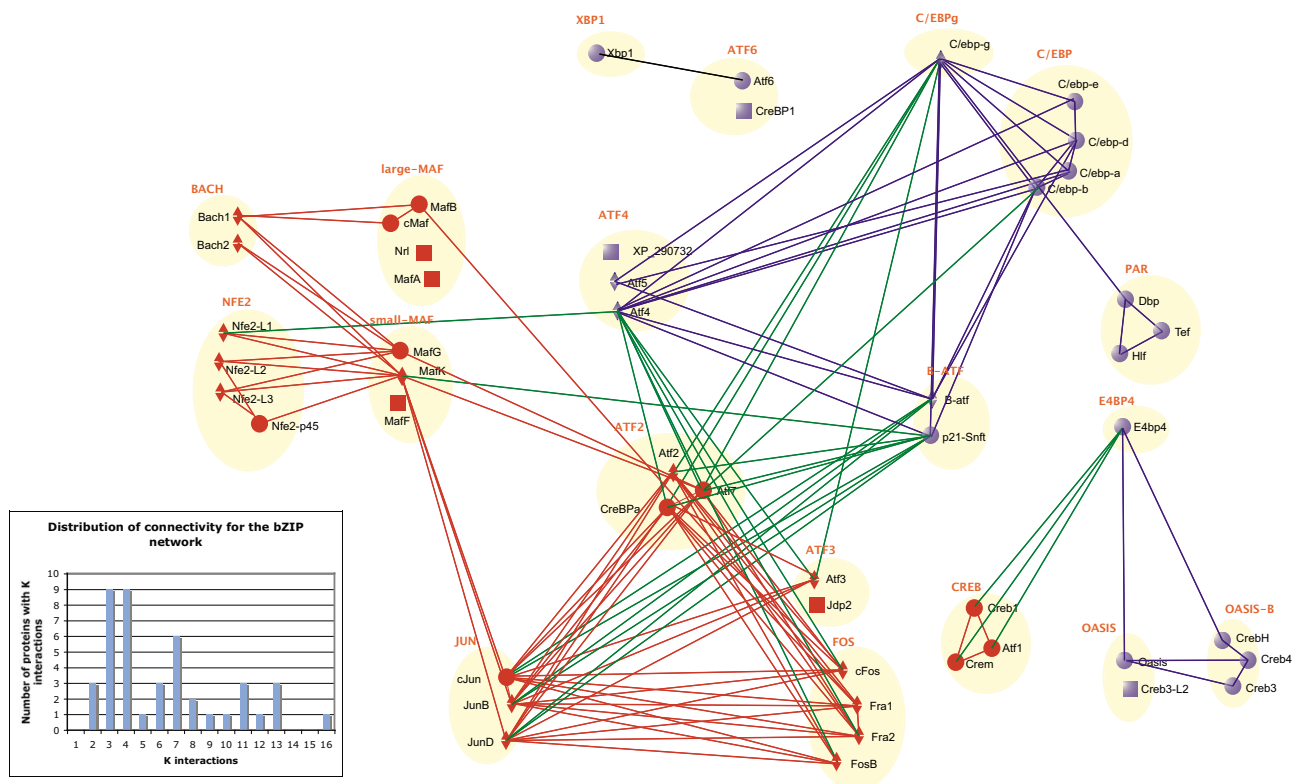 XBP1
Xbp1
ATF6
Atf6
CreBP1
C/EBPg
C/ebp-g
C/EBP
C/ebp-e
C/ebp-d
C/ebp-a
C/ebp-b
large-MAF
MafB
cMaf
Nrl
MafA
BACH
Bach1
Bach2
ATF4
XP_290732
Atf5
Atf4
PAR
Dbp
Tef
Hlf
NFE2
Nfe2-L1
Nfe2-L2
Nfe2-L3
Nfe2-p45
small-MAF
MafG
MafK
MafF
B-ATF
B-atf
p21-Snft
E4BP4
E4bp4
ATF2
Atf2
Atf7
CreBPa
ATF3
Atf3
Jdp2
CREB
Creb1
Atf1
Crem
OASIS
Oasis
Creb3-L2
OASIS-B
CrebH
Creb4
Creb3
JUN
cJun
JunB
JunD
FOS
cFos
Fra1
Fra2
FosB
Distribution of connectivity for the bZIP
network
Number of proteins with K
interactions
10
9
8
7
6
5
4
3
2
1
0
1 2 3 4 5 6 7 8 9 10 11 12 13 14 15 16
K interactions